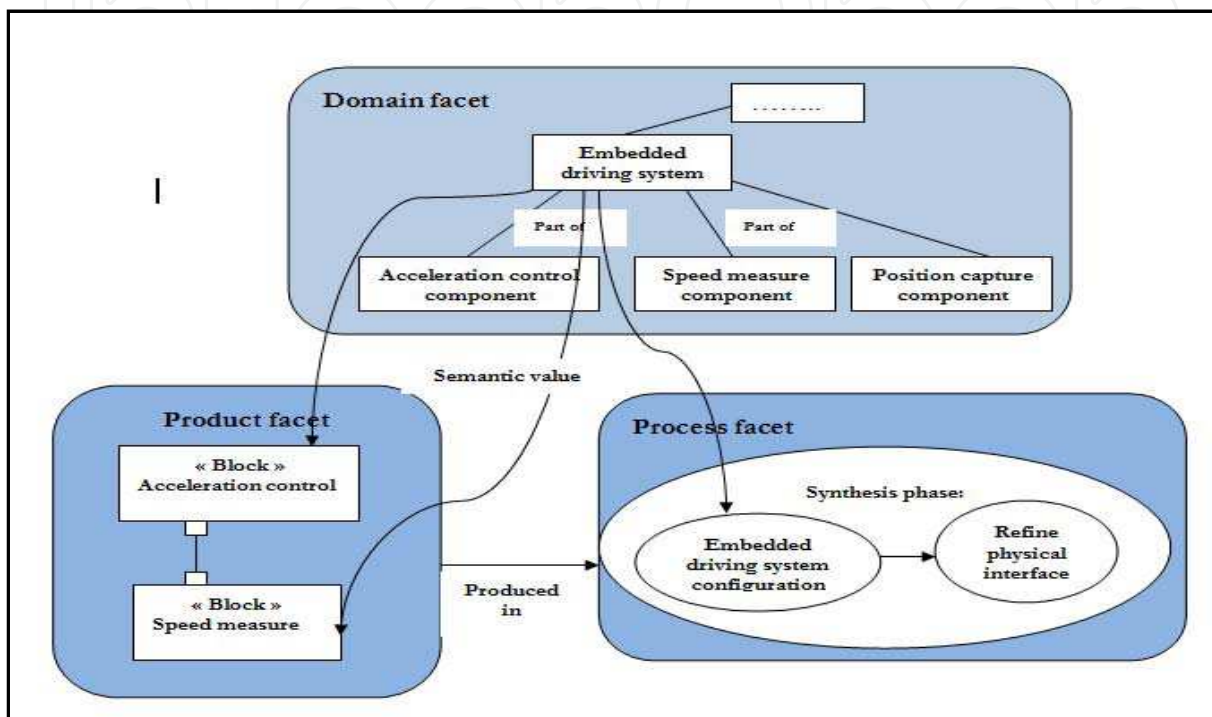 Domain facet
. . . . . . ..
Embedded
driving system
Part of
Part of
Acceleration control
component
Speed measure
component
Position capture
component
Semantic value
Product facet
« Block »
Acceleration control
« Block »
Speed measure
Produced
in
Process facet
Synthesis phase:
Embedded
driving system
configuration
Refine
physical
interface